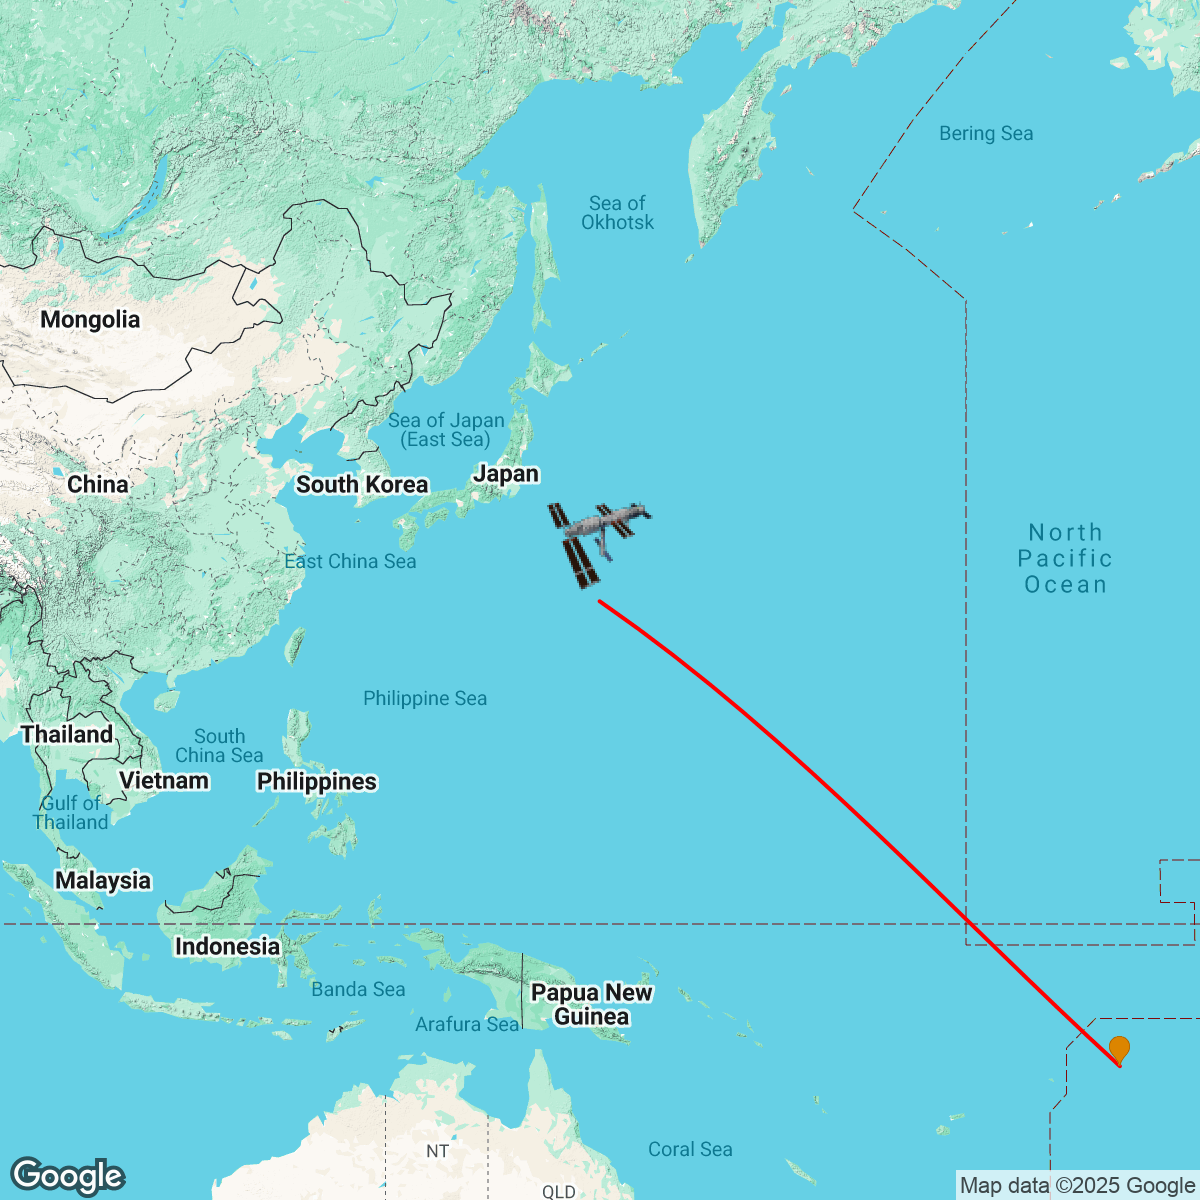 Bering Sea
Sea of
Okhotsk
Mongolia
Sea of Japan
(East Sea)
Japan
China
South Korea
North
Pacific
Ocean
East China Sea
Philippine Sea
Thailand
South
China Sea
Vietnam
Philippines
Gulf of
Thailand
Malaysia
Indonesia
Banda Sea
Papua New
Guinea
Arafura Sea
NT
Coral Sea
QLD
Google
Map data ©2025 Google